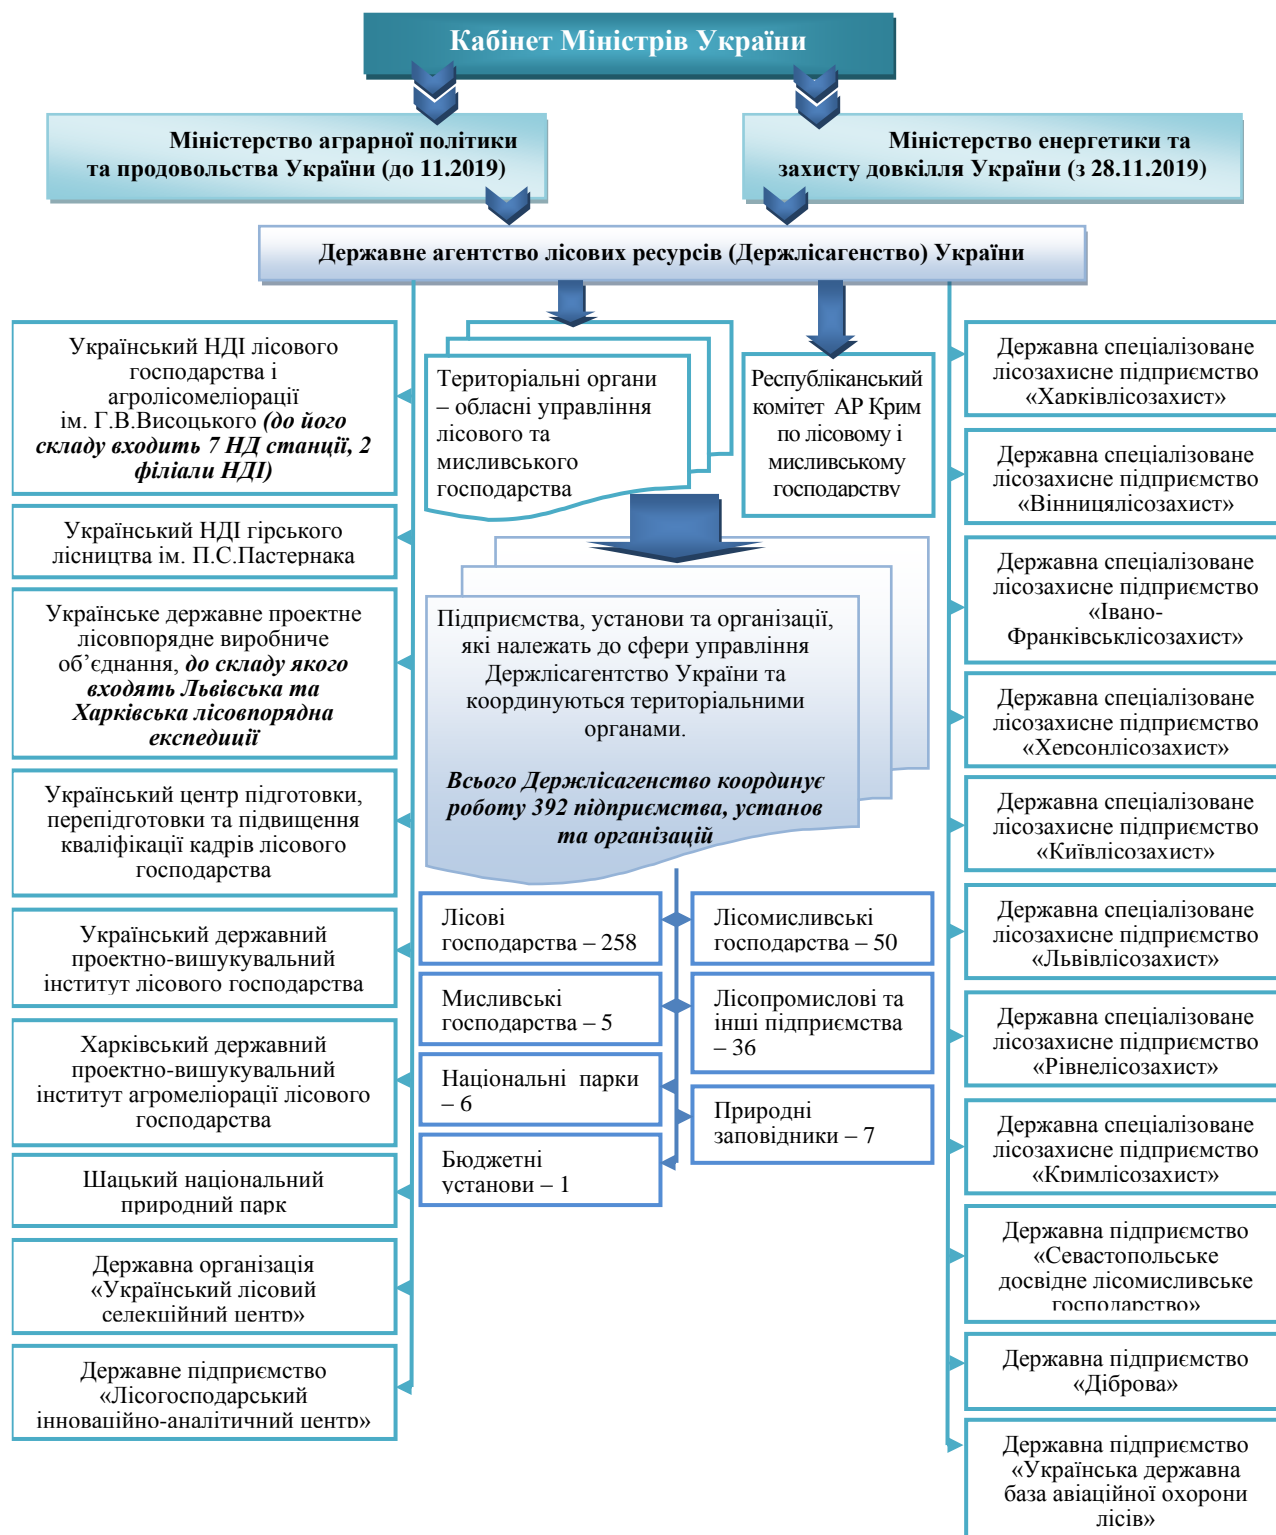 Кабінет Міністрів України
Міністерство аграрної політики
та продовольства України (до 11.2019)
Міністерство енергетики та
захисту довкілля України (з 28.11.2019)
Державне агентство лісових ресурсів (Держлісагенство) України
Український НДІ лісового
господарства і
агролісомеліорації
ім. Г.В.Висоцького (до його
складу входить 7 НД станції, 2
філіали НДІ)
Український НДІ гірського
лісництва ім. П.С.Пастернака
Українське державне проектне
лісовпорядне виробниче
об’єднання, до складу якого
входять Львівська та
Харківська лісовпорядна
експедиції
Український центр підготовки,
перепідготовки та підвищення
кваліфікації кадрів лісового
господарства
Український державний
проектно-вишукувальний
інститут лісового господарства
Харківський державний
проектно-вишукувальний
інститут агромеліорації лісового
господарства
Шацький національний
природний парк
Державна організація
«Український лісовий
селекційний центр»
Державне підприємство
«Лісогосподарський
інноваційно-аналітичний центр»
Територіальні органи
– обласні управління
лісового та
мисливського
господарства
Республіканський
комітет АР Крим
по лісовому і
мисливському
господарству
Підприємства, установи та організації,
які належать до сфери управління
Держлісагентство України та
координуються територіальними
органами.
Всього Держлісагенство координує
роботу 392 підприємства, установ
та організацій
Лісові
господарства – 258
Лісомисливські
господарства – 50
Мисливські
господарства – 5
Лісопромислові та
інші підприємства
– 36
Національні парки
– 6
Природні
заповідники – 7
Бюджетні
установи – 1
Державна спеціалізоване
лісозахисне підприємство
«Харківлісозахист»
Державна спеціалізоване
лісозахисне підприємство
«Вінницялісозахист»
Державна спеціалізоване
лісозахисне підприємство
«Івано-
Франківськлісозахист»
Державна спеціалізоване
лісозахисне підприємство
«Херсонлісозахист»
Державна спеціалізоване
лісозахисне підприємство
«Київлісозахист»
Державна спеціалізоване
лісозахисне підприємство
«Львівлісозахист»
Державна спеціалізоване
лісозахисне підприємство
«Рівнелісозахист»
Державна спеціалізоване
лісозахисне підприємство
«Кримлісозахист»
Державна підприємство
«Севастопольське
досвідне лісомисливське
господарство»
Державна підприємство
«Діброва»
Державна підприємство
«Українська державна
база авіаційної охорони
лісів»